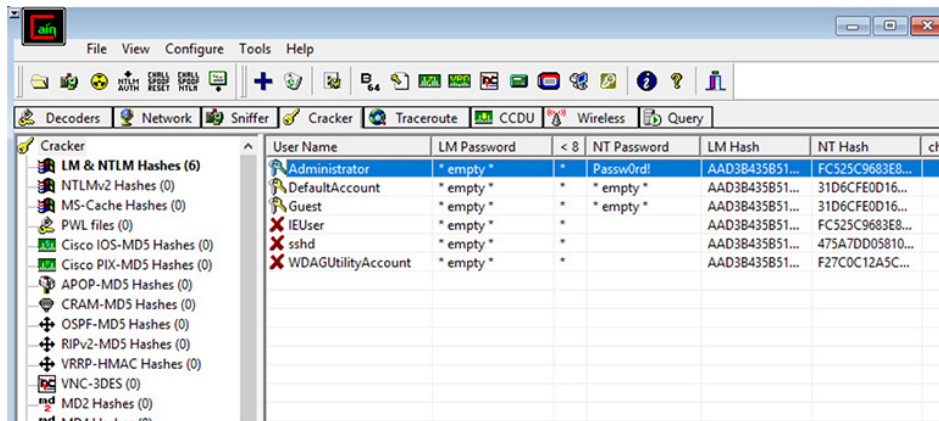 Caín
File View Configure Tools Help
NTLM AUTH CHALL SPOOF RESET CHALL SPOOF NTLM B64
Decoders Network Sniffer Cracker Traceroute CCDU Wireless Query
Cracker
LM & NTLM Hashes (6)
NTLMv2 Hashes (0)
MS-Cache Hashes (0)
PWL files (0)
Cisco IOS-MD5 Hashes (0)
Cisco PIX-MD5 Hashes (0)
APOP-MD5 Hashes (0)
CRAM-MD5 Hashes (0)
OSPF-MD5 Hashes (0)
RIPv2-MD5 Hashes (0)
VRRP-HMAC Hashes (0)
VNC-3DES (0)
md2 MD2 Hashes (0)
User Name LM Password < 8 NT Password LM Hash NT Hash ch
Administrator * empty * * Passw0rd! AAD3B435B51... FC525C9683E8...
DefaultAccount * empty * * * empty * AAD3B435B51... 31D6CFE0D16...
Guest * empty * * * empty * AAD3B435B51... 31D6CFE0D16...
IEUser * empty * * AAD3B435B51... FC525C9683E8...
sshd * empty * * AAD3B435B51... 475A7DD05810...
WDAGUtilityAccount * empty * * AAD3B435B51... F27C0C12A5C...